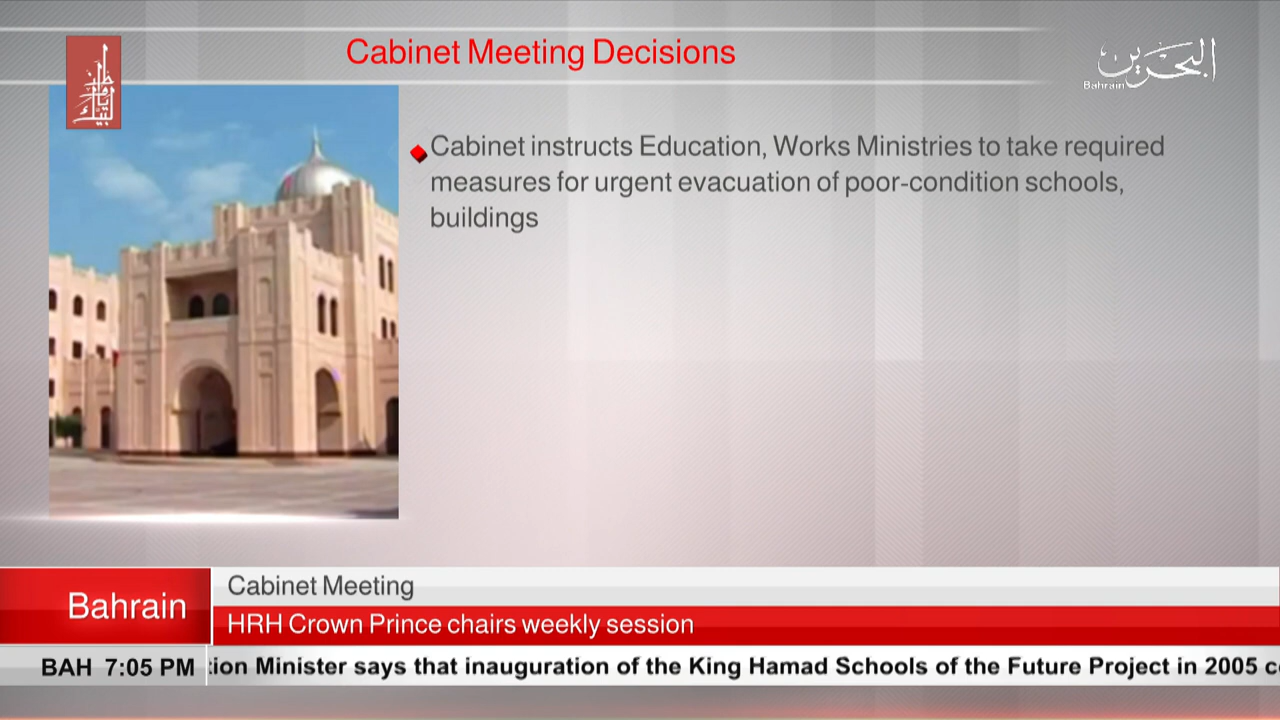 Cabinet Meeting Decisions
البحرين
Bahrain
Cabinet instructs Education, Works Ministries to take required
measures for urgent evacuation of poor-condition schools,
buildings
Cabinet Meeting
Bahrain
HRH Crown Prince chairs weekly session
BAH 7:05 PM
ion Minister says that inauguration of the King Hamad Schools of the Future Project in 2005 c